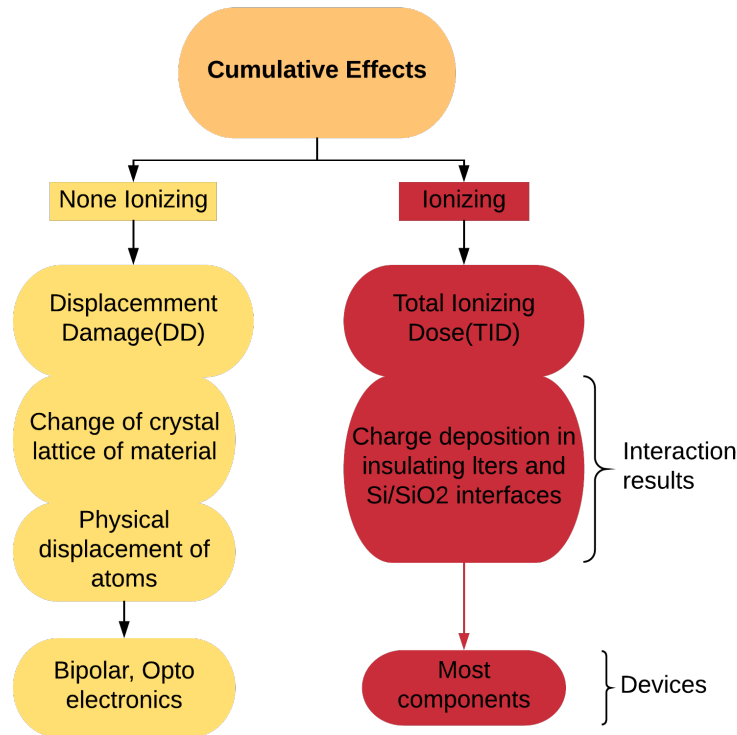 Cumulative Effects
None Ionizing
Ionizing
Displacemment
Damage(DD)
Total Ionizing
Dose(TID)
Change of crystal
lattice of material
Charge deposition in
insulating lters and
Si/SiO2 interfaces
Interaction
results
Physical
displacement of
atoms
Bipolar, Opto
electronics
Most
components
Devices